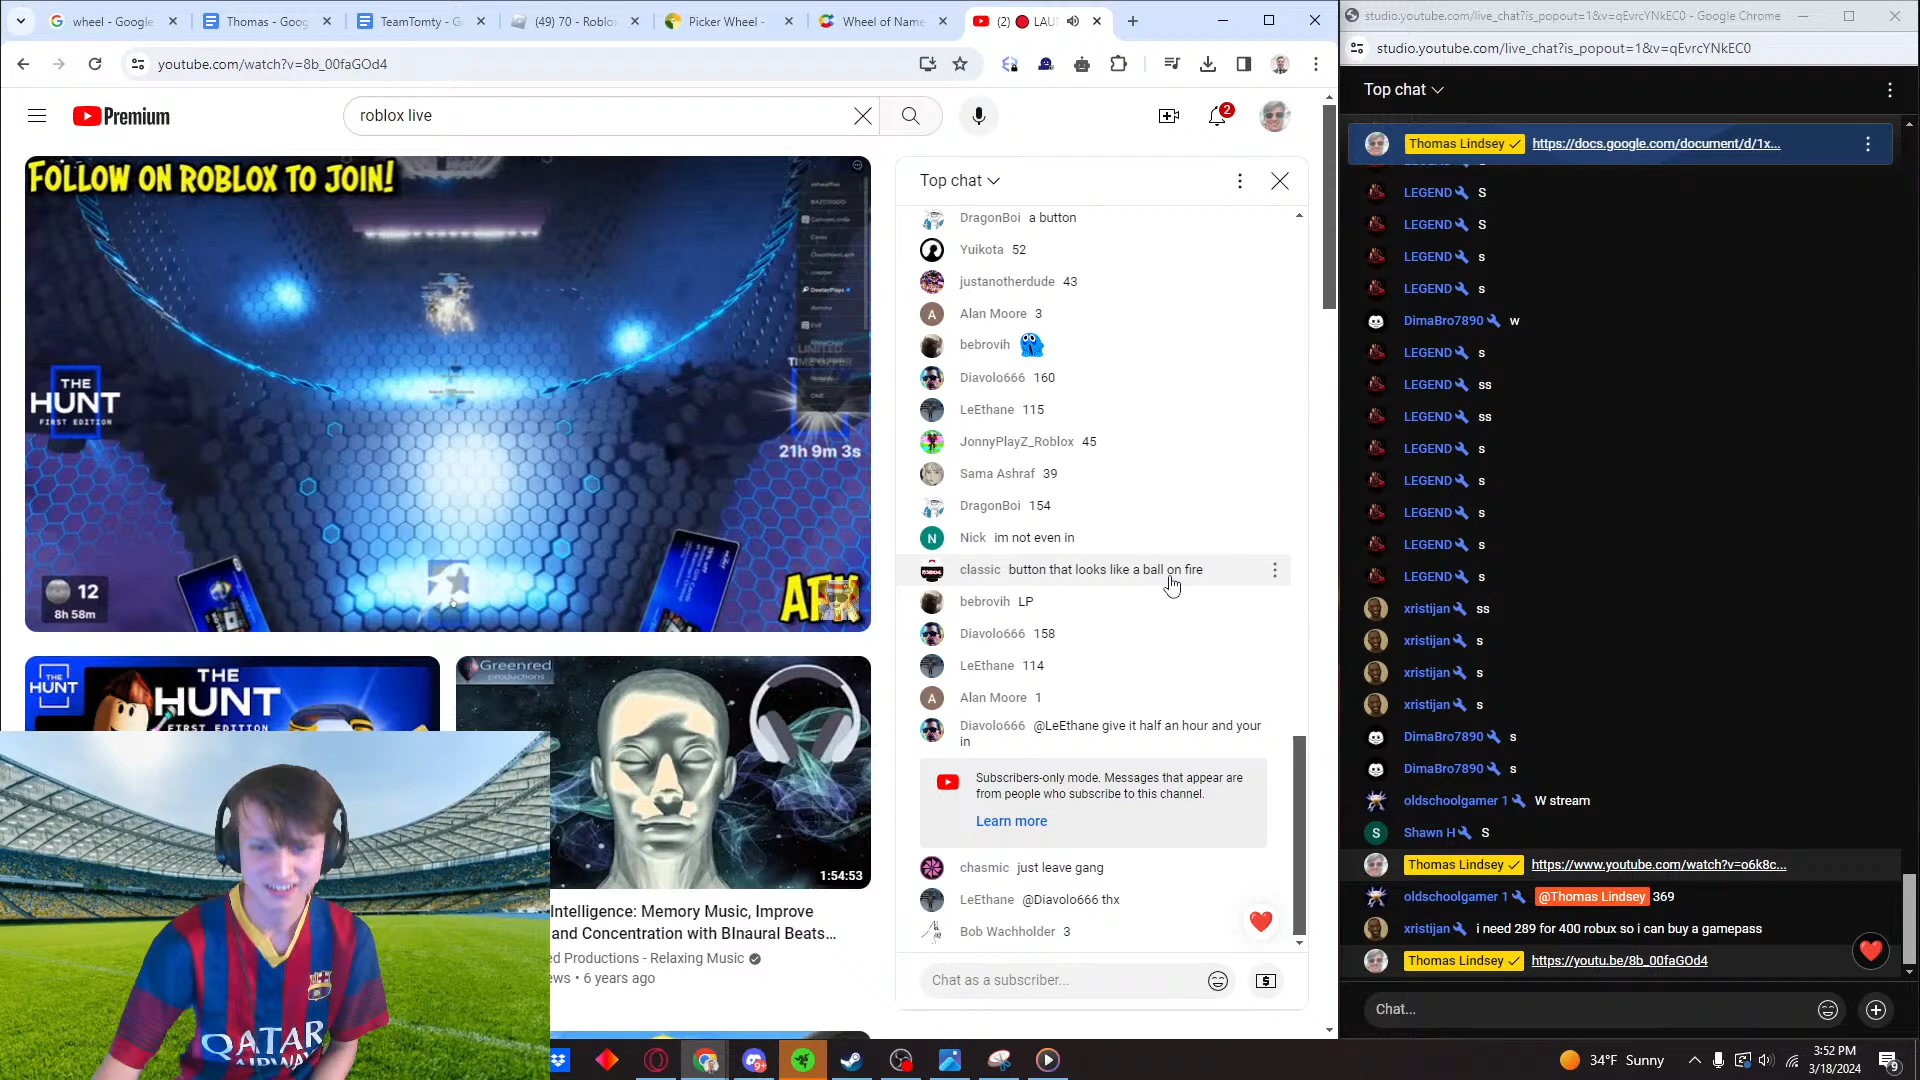 wheel - Google
Thomas - Goog
TeamTomty - G
(49) 70 - Roblox
Picker Wheel -
Wheel of Name
(2) 🔴 LAU
studio.youtube.com/live_chat?is_popout=1&v=qEvrcYNkEC0 - Google Chrome
youtube.com/watch?v=8b_00faGOd4
studio.youtube.com/live_chat?is_popout=1&v=qEvrcYNkEC0
Premium
roblox live
2
FOLLOW ON ROBLOX TO JOIN!
LIMITED
THE
HUNT
FIRST EDITION
21h 9m 3s
12
8h 58m
THE
HUNT
FIRST EDITION
THE
HUNT
Greenred
productions
1:54:53
Intelligence: Memory Music, Improve
and Concentration with BInaural Beats...
ed Productions - Relaxing Music
ews • 6 years ago
QATAR
AIRWAY
Top chat
DragonBoi a button
Yuikota 52
justanotherdude 43
A Alan Moore 3
bebrovih
Diavolo666 160
LeEthane 115
JonnyPlayZ_Roblox 45
Sama Ashraf 39
DragonBoi 154
N Nick im not even in
classic button that looks like a ball on fire
bebrovih LP
Diavolo666 158
LeEthane 114
A Alan Moore 1
Diavolo666 @LeEthane give it half an hour and your
in
Subscribers-only mode. Messages that appear are
from people who subscribe to this channel.
Learn more
chasmic just leave gang
LeEthane @Diavolo666 thx
Bob Wachholder 3
Chat as a subscriber...
Top chat
Thomas Lindsey https://docs.google.com/document/d/1x...
LEGEND S
LEGEND S
LEGEND s
LEGEND s
DimaBro7890 w
LEGEND s
LEGEND ss
LEGEND ss
LEGEND s
LEGEND s
LEGEND s
LEGEND s
LEGEND s
xristijan ss
xristijan s
xristijan s
xristijan s
DimaBro7890 s
DimaBro7890 s
oldschoolgamer 1 W stream
S Shawn H S
Thomas Lindsey https://www.youtube.com/watch?v=o6k8c...
oldschoolgamer 1 @Thomas Lindsey 369
xristijan i need 289 for 400 robux so i can buy a gamepass
Thomas Lindsey https://youtu.be/8b_00faGOd4
Chat...
9+
34°F Sunny
3:52 PM
3/18/2024
9